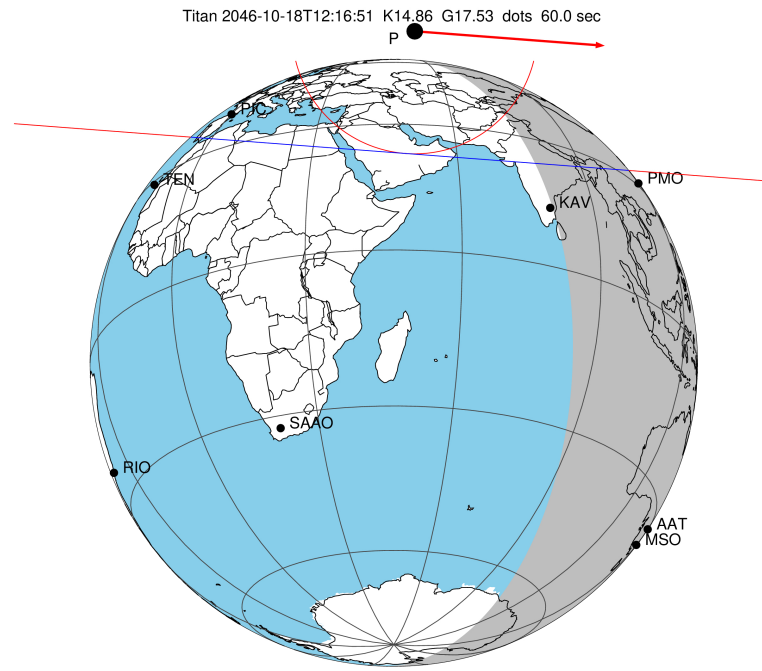 Titan 2046-10-18T12:16:51 K14.86 G17.53 dots 60.0 sec
P
PIC
TEN
PMO
KAV
SAAO
RIO
AAT
MSO